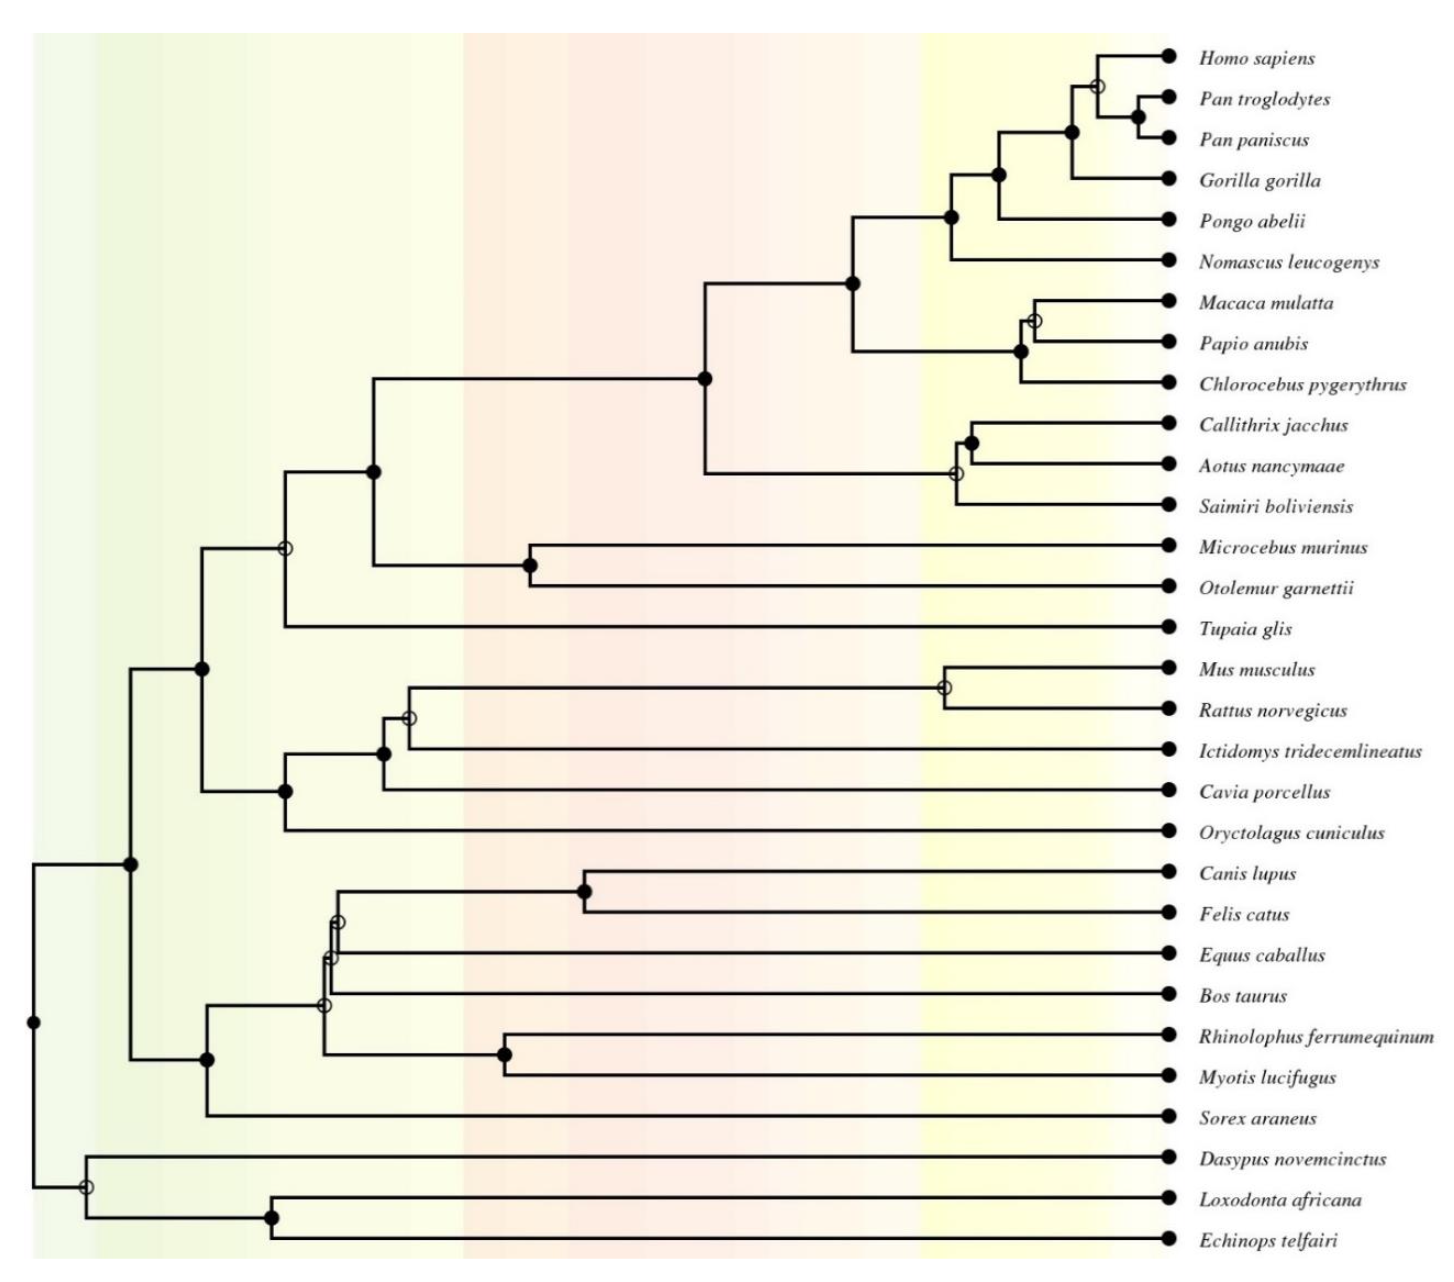 Homo sapiens
Pan troglodytes
Pan paniscus
Gorilla gorilla
Pongo abelii
Nomascus leucogenys
Macaca mulatta
Papio anubis
Chlorocebus pygerythrus
Callithrix jacchus
Aotus nancymaae
Saimiri boliviensis
Microcebus murinus
Otolemur garnettii
Tupaia glis
Mus musculus
Rattus norvegicus
Ictidomys tridecemlineatus
Cavia porcellus
Oryctolagus cuniculus
Canis lupus
Felis catus
Equus caballus
Bos taurus
Rhinolophus ferrumequinum
Myotis lucifugus
Sorex araneus
Dasypus novemcinctus
Loxodonta africana
Echinops telfairi